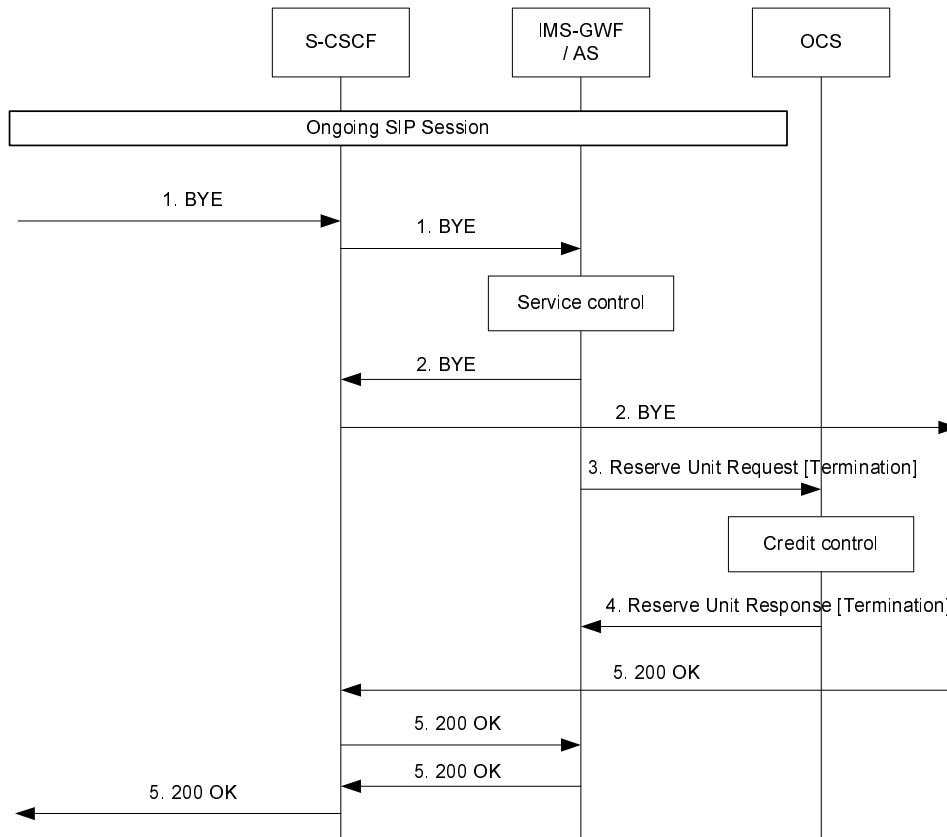 S-CSCF
IMS-GWF
/ AS
OCS
Ongoing SIP Session
1. BYE
1. BYE
Service control
2. BYE
2. BYE
3. Reserve Unit Request [Termination]
Credit control
4. Reserve Unit Response [Termination]
5. 200 OK
5. 200 OK
5. 200 OK
5. 200 OK